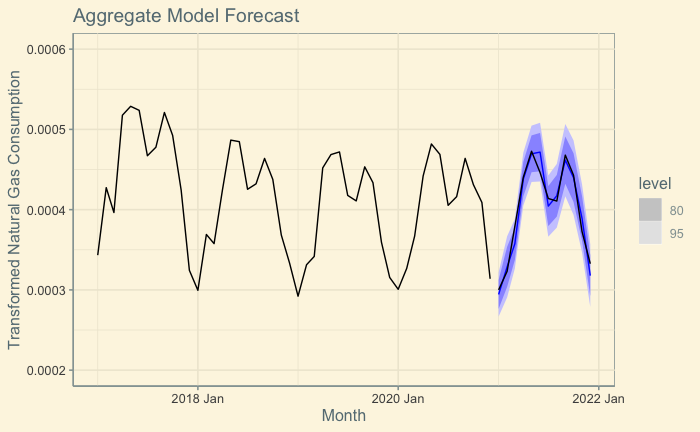 Aggregate Model Forecast
Transformed Natural Gas Consumption
0.0006
0.0005
0.0004
0.0003
0.0002
2018 Jan
2020 Jan
2022 Jan
Month
level
80
95